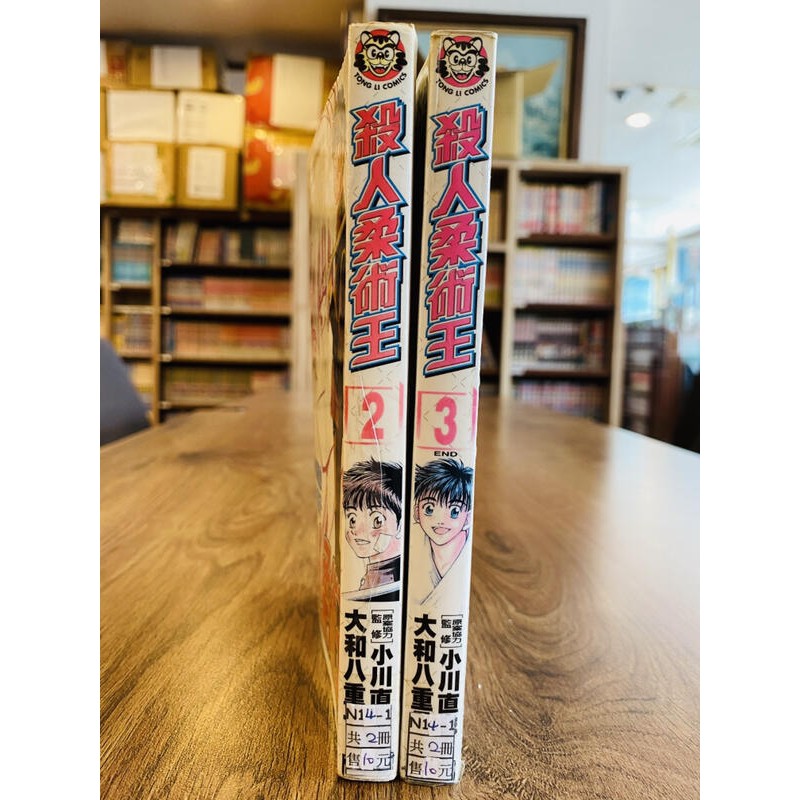 TONG LI COMICS
殺人柔術王
2
原案協力
監修
小川直
大和八重
N14-1
共2冊
售10元
TONG LI COMICS
殺人柔術王
3
END
原案協力
監修
小川直
大和八重
N14-1
共2冊
售10元